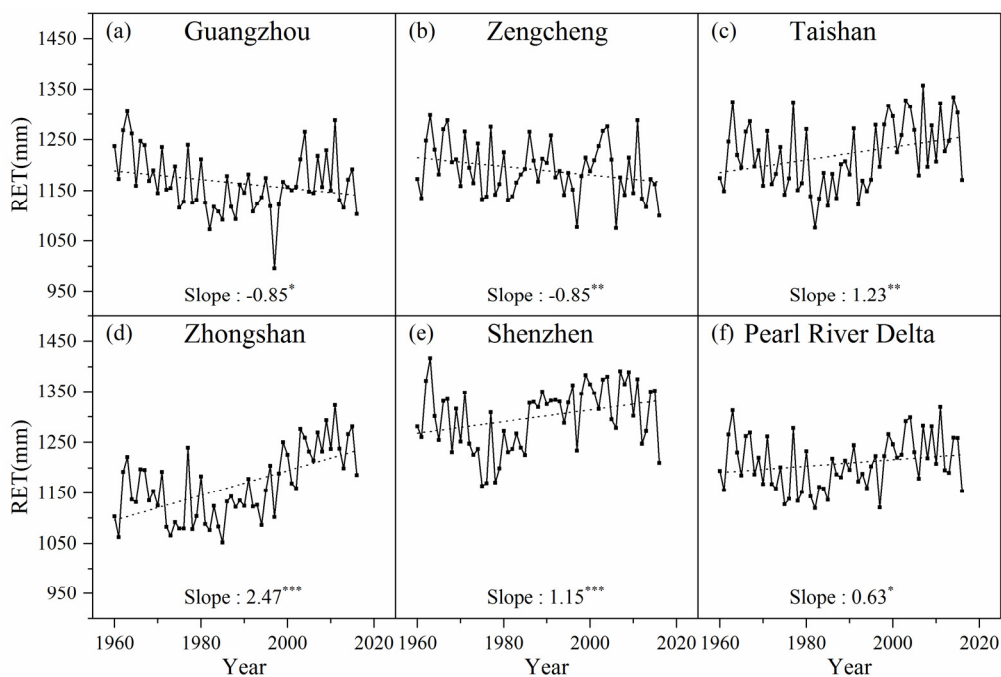 (a) Guangzhou
(b) Zengcheng
(c) Taishan
1450
1350
1250
1150
1050
950
RET(mm)
Slope : -0.85*
Slope : -0.85**
Slope : 1.23**
(d) Zhongshan
(e) Shenzhen
(f) Pearl River Delta
1450
1350
1250
1150
1050
950
RET(mm)
Slope : 2.47***
Slope : 1.15***
Slope : 0.63*
1960 1980 2000 2020
1960 1980 2000 2020
1960 1980 2000 2020
Year
Year
Year